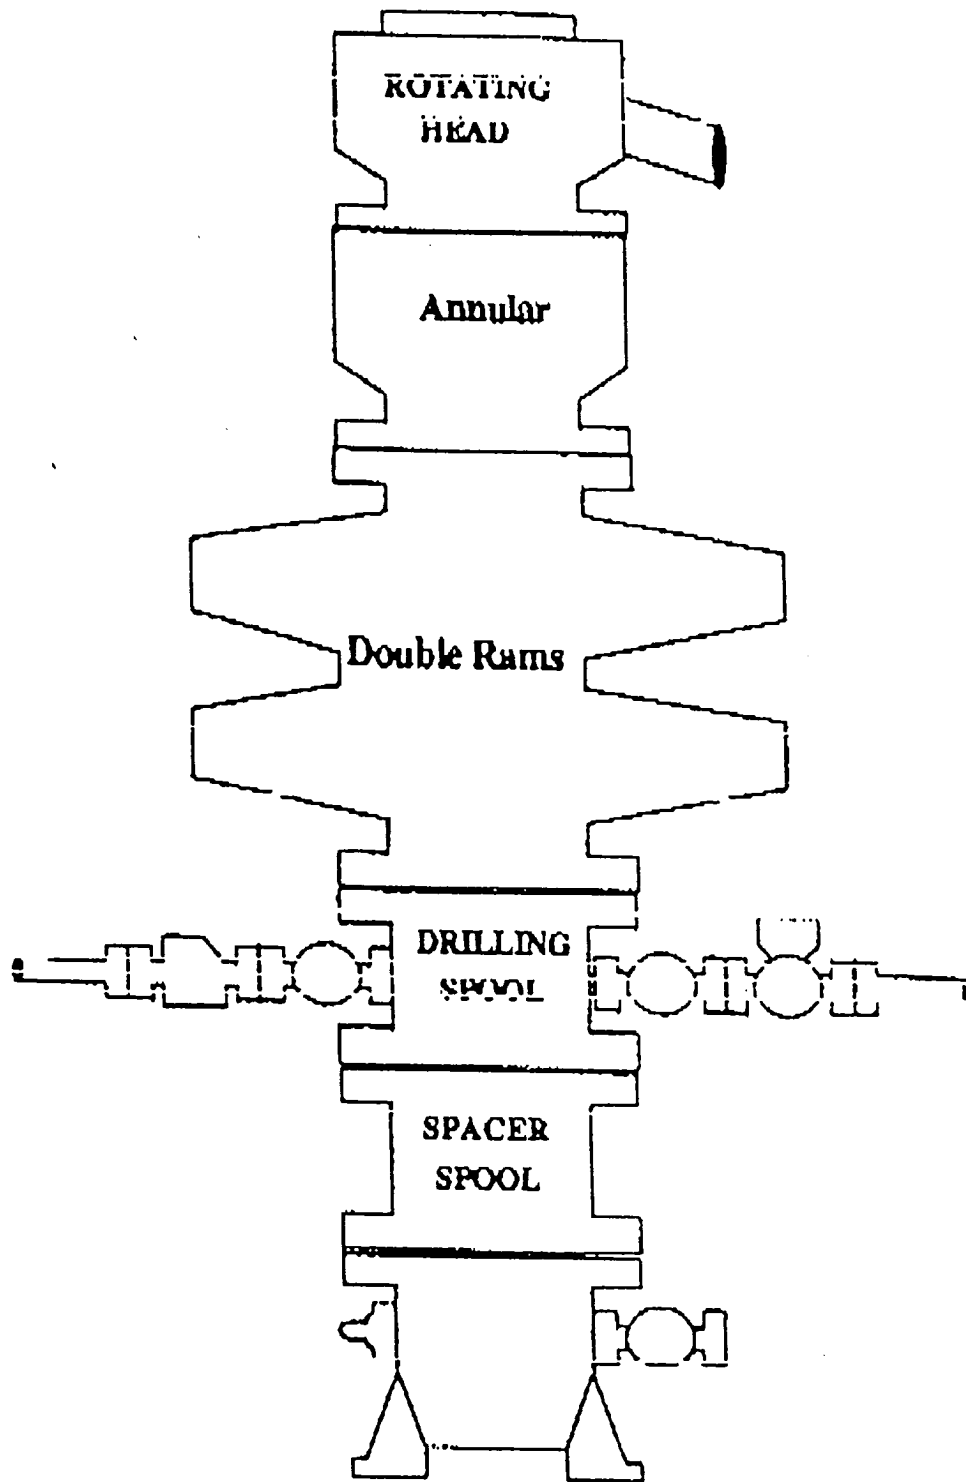 ROTATING
HEAD
Annular
Double Rams
DRILLING
SPOOL
SPACER
SPOOL